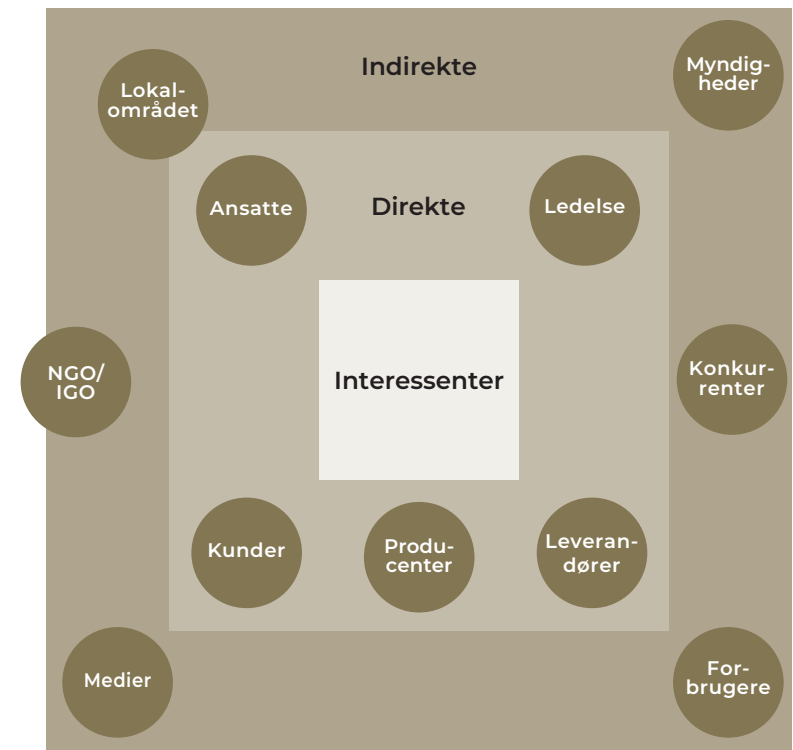 Indirekte
Myndig-
heder
Lokal-
området
Ansatte
Direkte
Ledelse
NGO/
IGO
Interessenter
Konkur-
renter
Kunder
Produ-
center
Leveran-
dører
Medier
For-
brugere